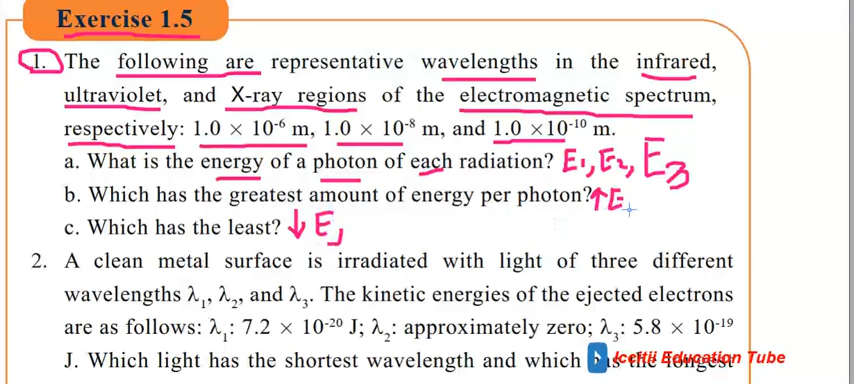 Exercise 1.5
1. The following are representative wavelengths in the infrared,
ultraviolet, and X-ray regions of the electromagnetic spectrum,
respectively: 1.0 × 10⁻⁶ m, 1.0 × 10⁻⁸ m, and 1.0 ×10⁻¹⁰ m.
a. What is the energy of a photon of each radiation? E₁, E₂, E₃
b. Which has the greatest amount of energy per photon? ↑E
c. Which has the least? ↓E,
2. A clean metal surface is irradiated with light of three different
wavelengths λ₁, λ₂, and λ₃. The kinetic energies of the ejected electrons
are as follows: λ₁: 7.2 × 10⁻²⁰ J; λ₂: approximately zero; λ₃: 5.8 × 10⁻¹⁹
J. Which light has the shortest wavelength and which has the longest
Iceltii Education Tube